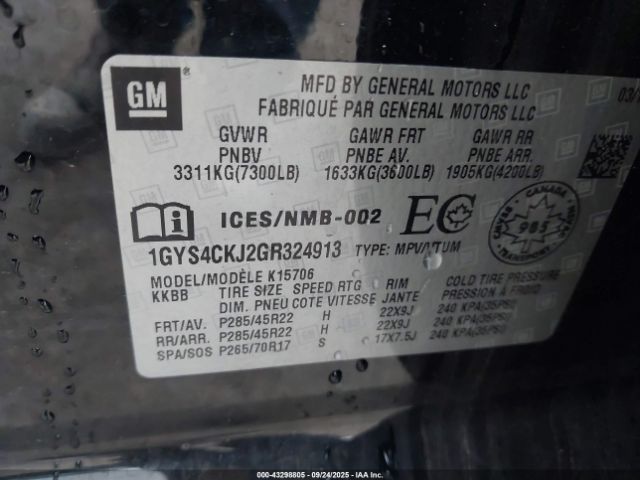 GM
MFD BY GENERAL MOTORS LLC 03/
FABRIQUÉ PAR GENERAL MOTORS LLC
GVWR GAWR FRT GAWR RR
PNBV PNBE AV. PNBE ARR.
3311KG(7300LB) 1633KG(3600LB) 1905KG(4200LB)
ICES/NMB-002 EC
CANADA
905
1GYS4CKJ2GR324913 TYPE: MPV/VTUM
MODEL/MODÈLE K15706
KKBB TIRE SIZE SPEED RTG RIM COLD TIRE PRESSURE
DIM. PNEU COTE VITESSE JANTE PRESSION À FROID
FRT/AV. P285/45R22 H 22X9J 240 KPA(35PSI)
RR/ARR. P285/45R22 H 22X9J 240 KPA(35PSI)
SPA/SOS P265/70R17 S 17X7.5J 240 KPA(35PSI)
© 000-43298805 - 09/24/2025 - IAA, Inc.